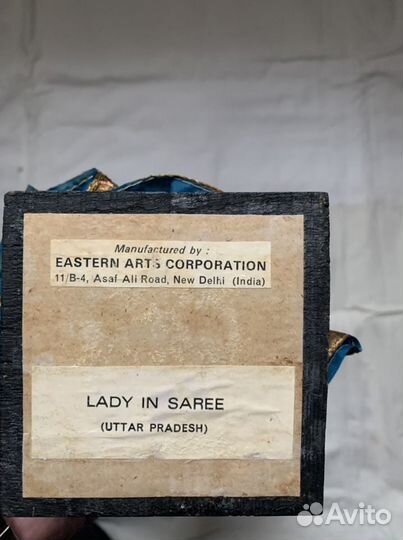 Manufactured by :
EASTERN ARTS CORPORATION
11/B-4, Asaf Ali Road, New Delhi (India)
LADY IN SAREE
(UTTAR PRADESH)
Avito